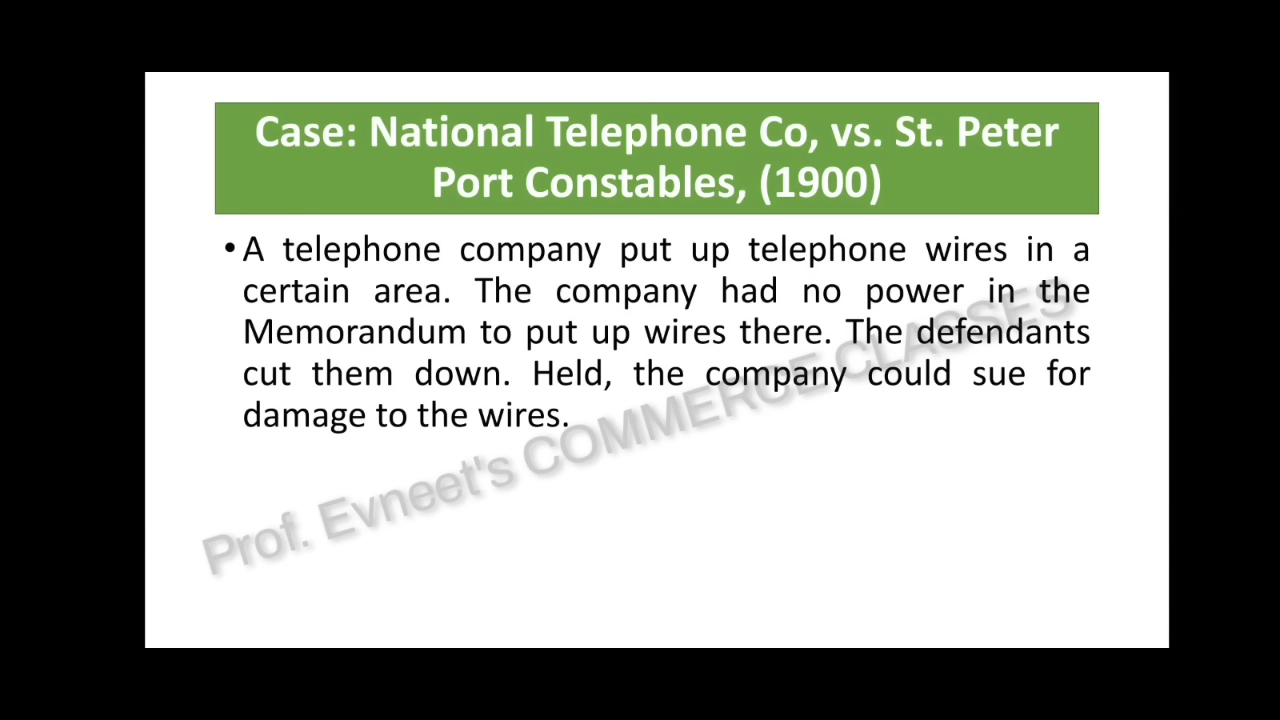 Case: National Telephone Co, vs. St. Peter
Port Constables, (1900)
• A telephone company put up telephone wires in a
certain area. The company had no power in the
Memorandum to put up wires there. The defendants
cut them down. Held, the company could sue for
damage to the wires.
Prof. Evneet's COMMERCE CLASSES